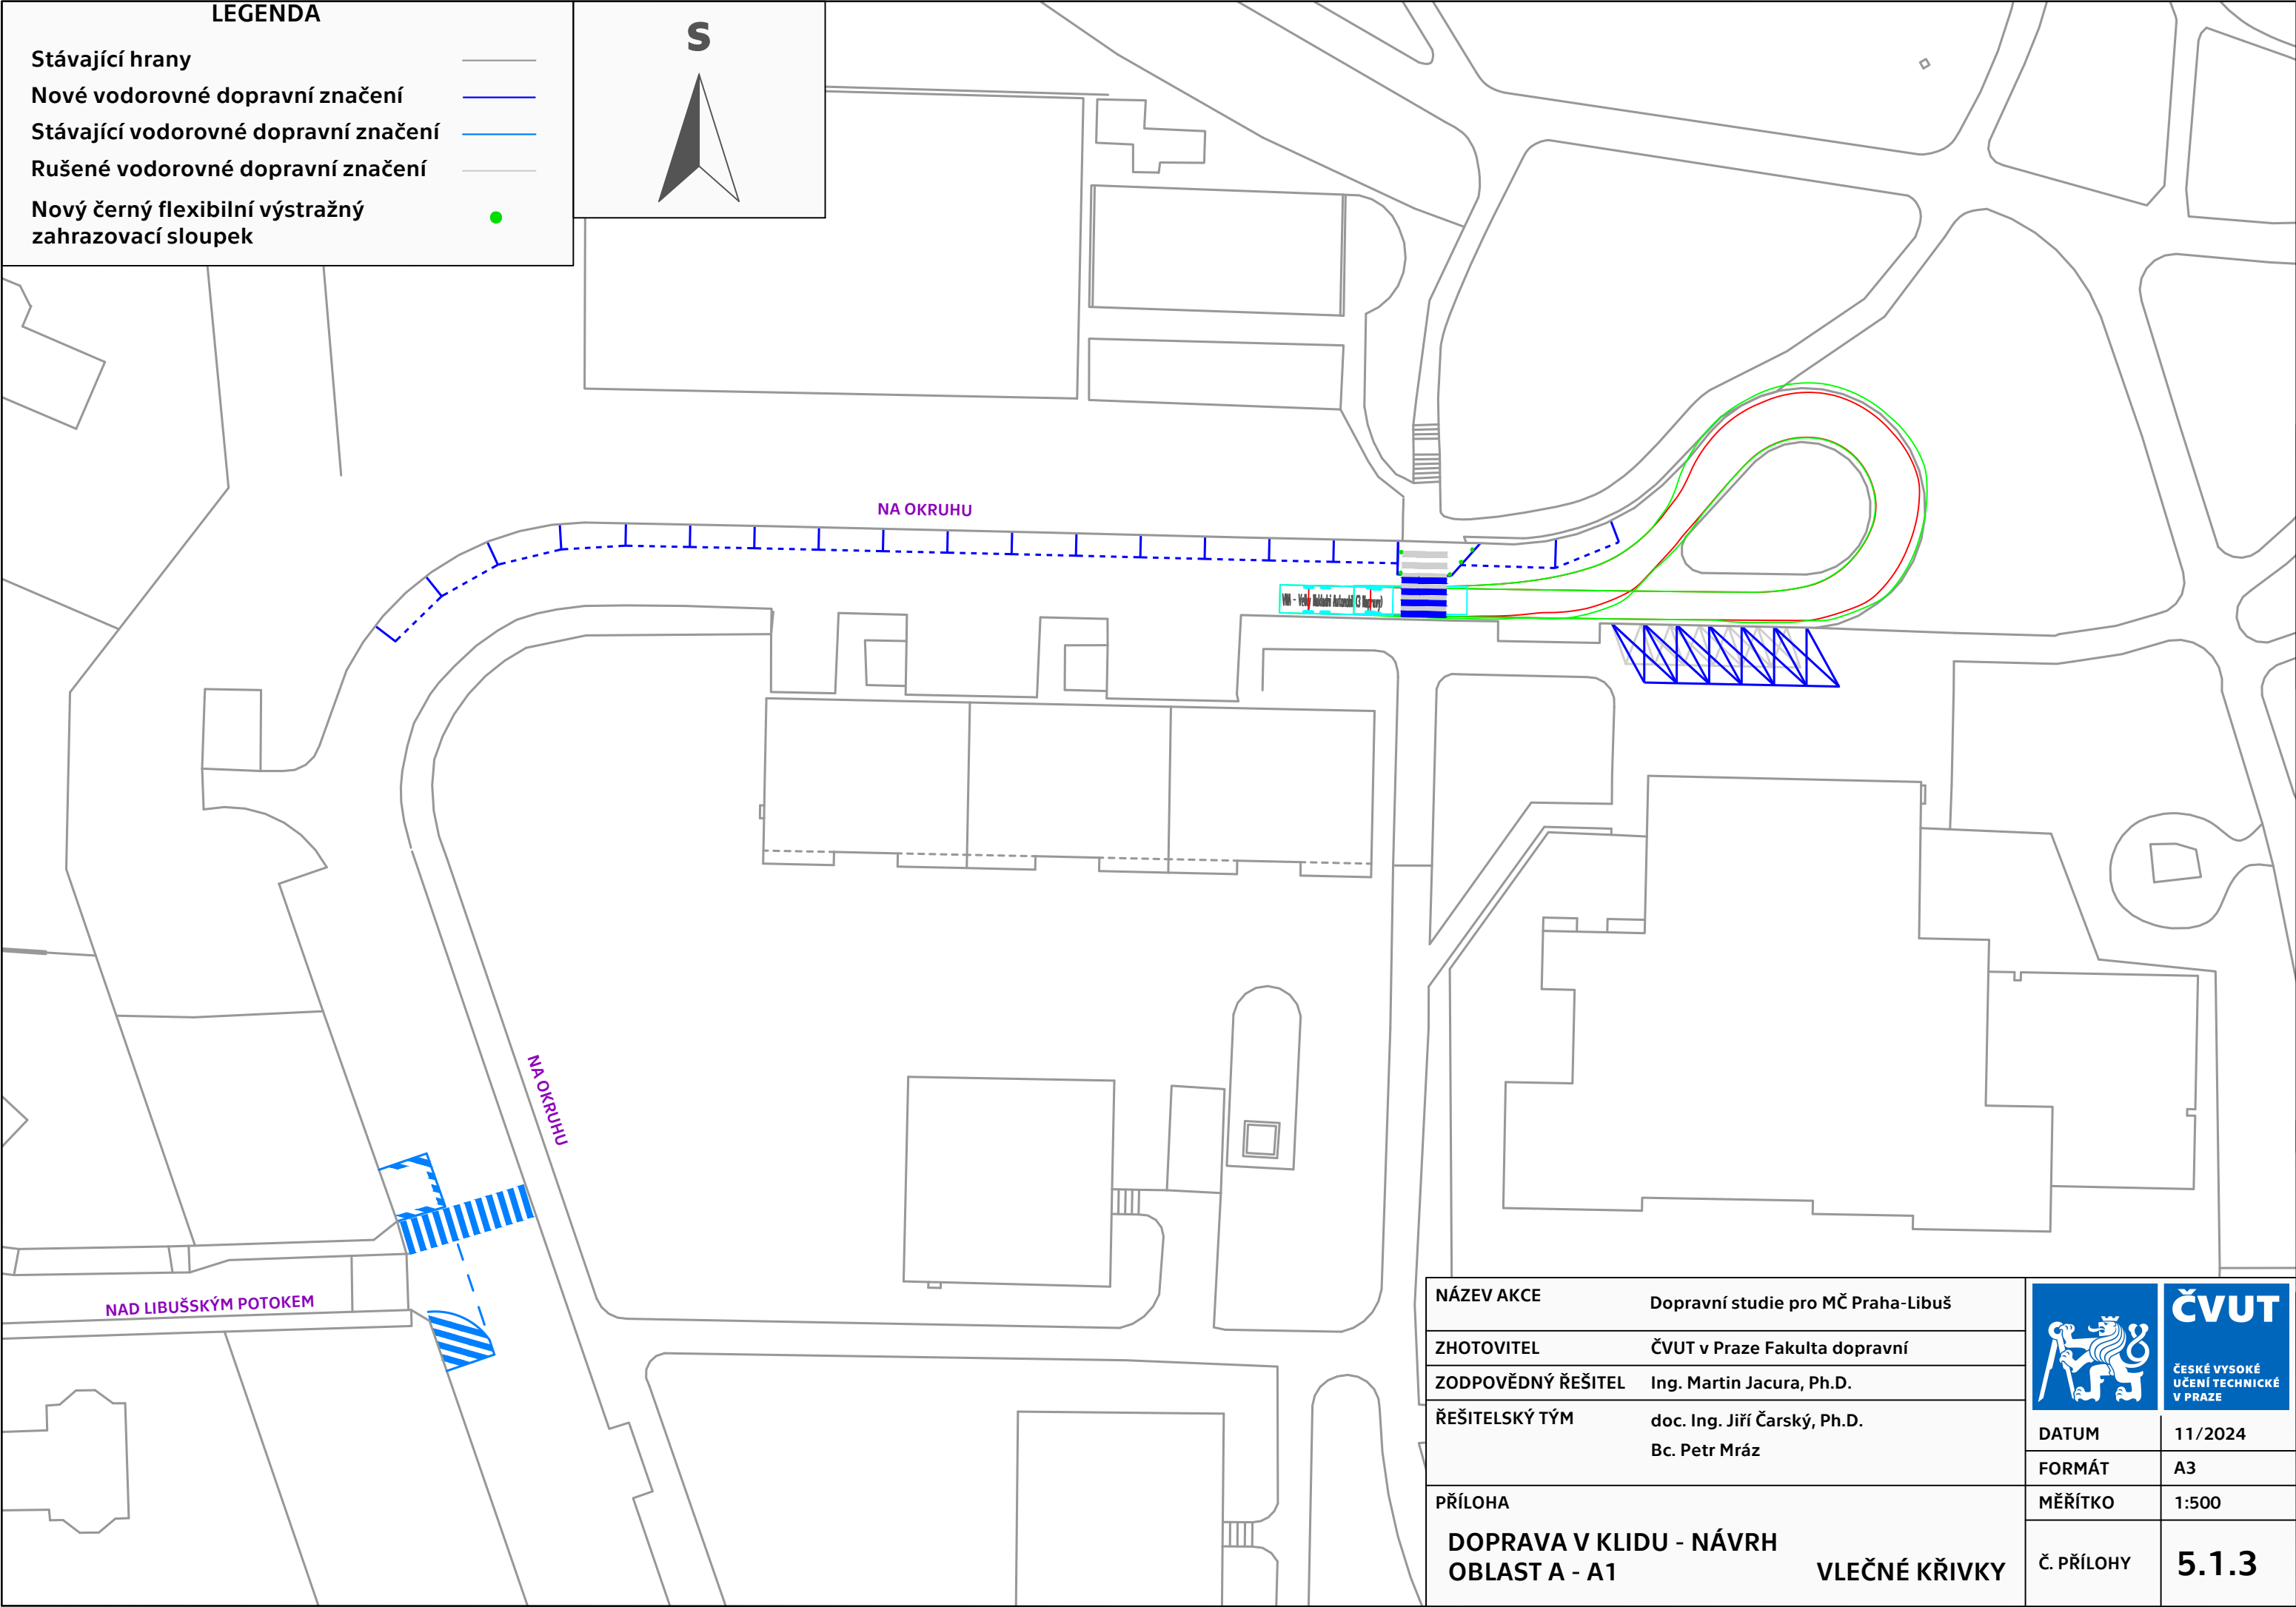 LEGENDA
Stávající hrany
Nové vodorovné dopravní značení
Stávající vodorovné dopravní značení
Rušené vodorovné dopravní značení
Nový černý flexibilní výstražný
zahrazovací sloupek
S
NA OKRUHU
NA OKRUHU
NAD LIBUŠSKÝM POTOKEM
NÁZEV AKCE
Dopravní studie pro MČ Praha-Libuš
ZHOTOVITEL
ČVUT v Praze Fakulta dopravní
ZODPOVĚDNÝ ŘEŠITEL
Ing. Martin Jacura, Ph.D.
ŘEŠITELSKÝ TÝM
doc. Ing. Jiří Čarský, Ph.D.
Bc. Petr Mráz
PŘÍLOHA
DOPRAVA V KLIDU - NÁVRH
OBLAST A - A1 VLEČNÉ KŘIVKY
ČVUT
ČESKÉ VYSOKÉ
UČENÍ TECHNICKÉ
V PRAZE
DATUM 11/2024
FORMÁT A3
MĚŘÍTKO 1:500
Č. PŘÍLOHY 5.1.3